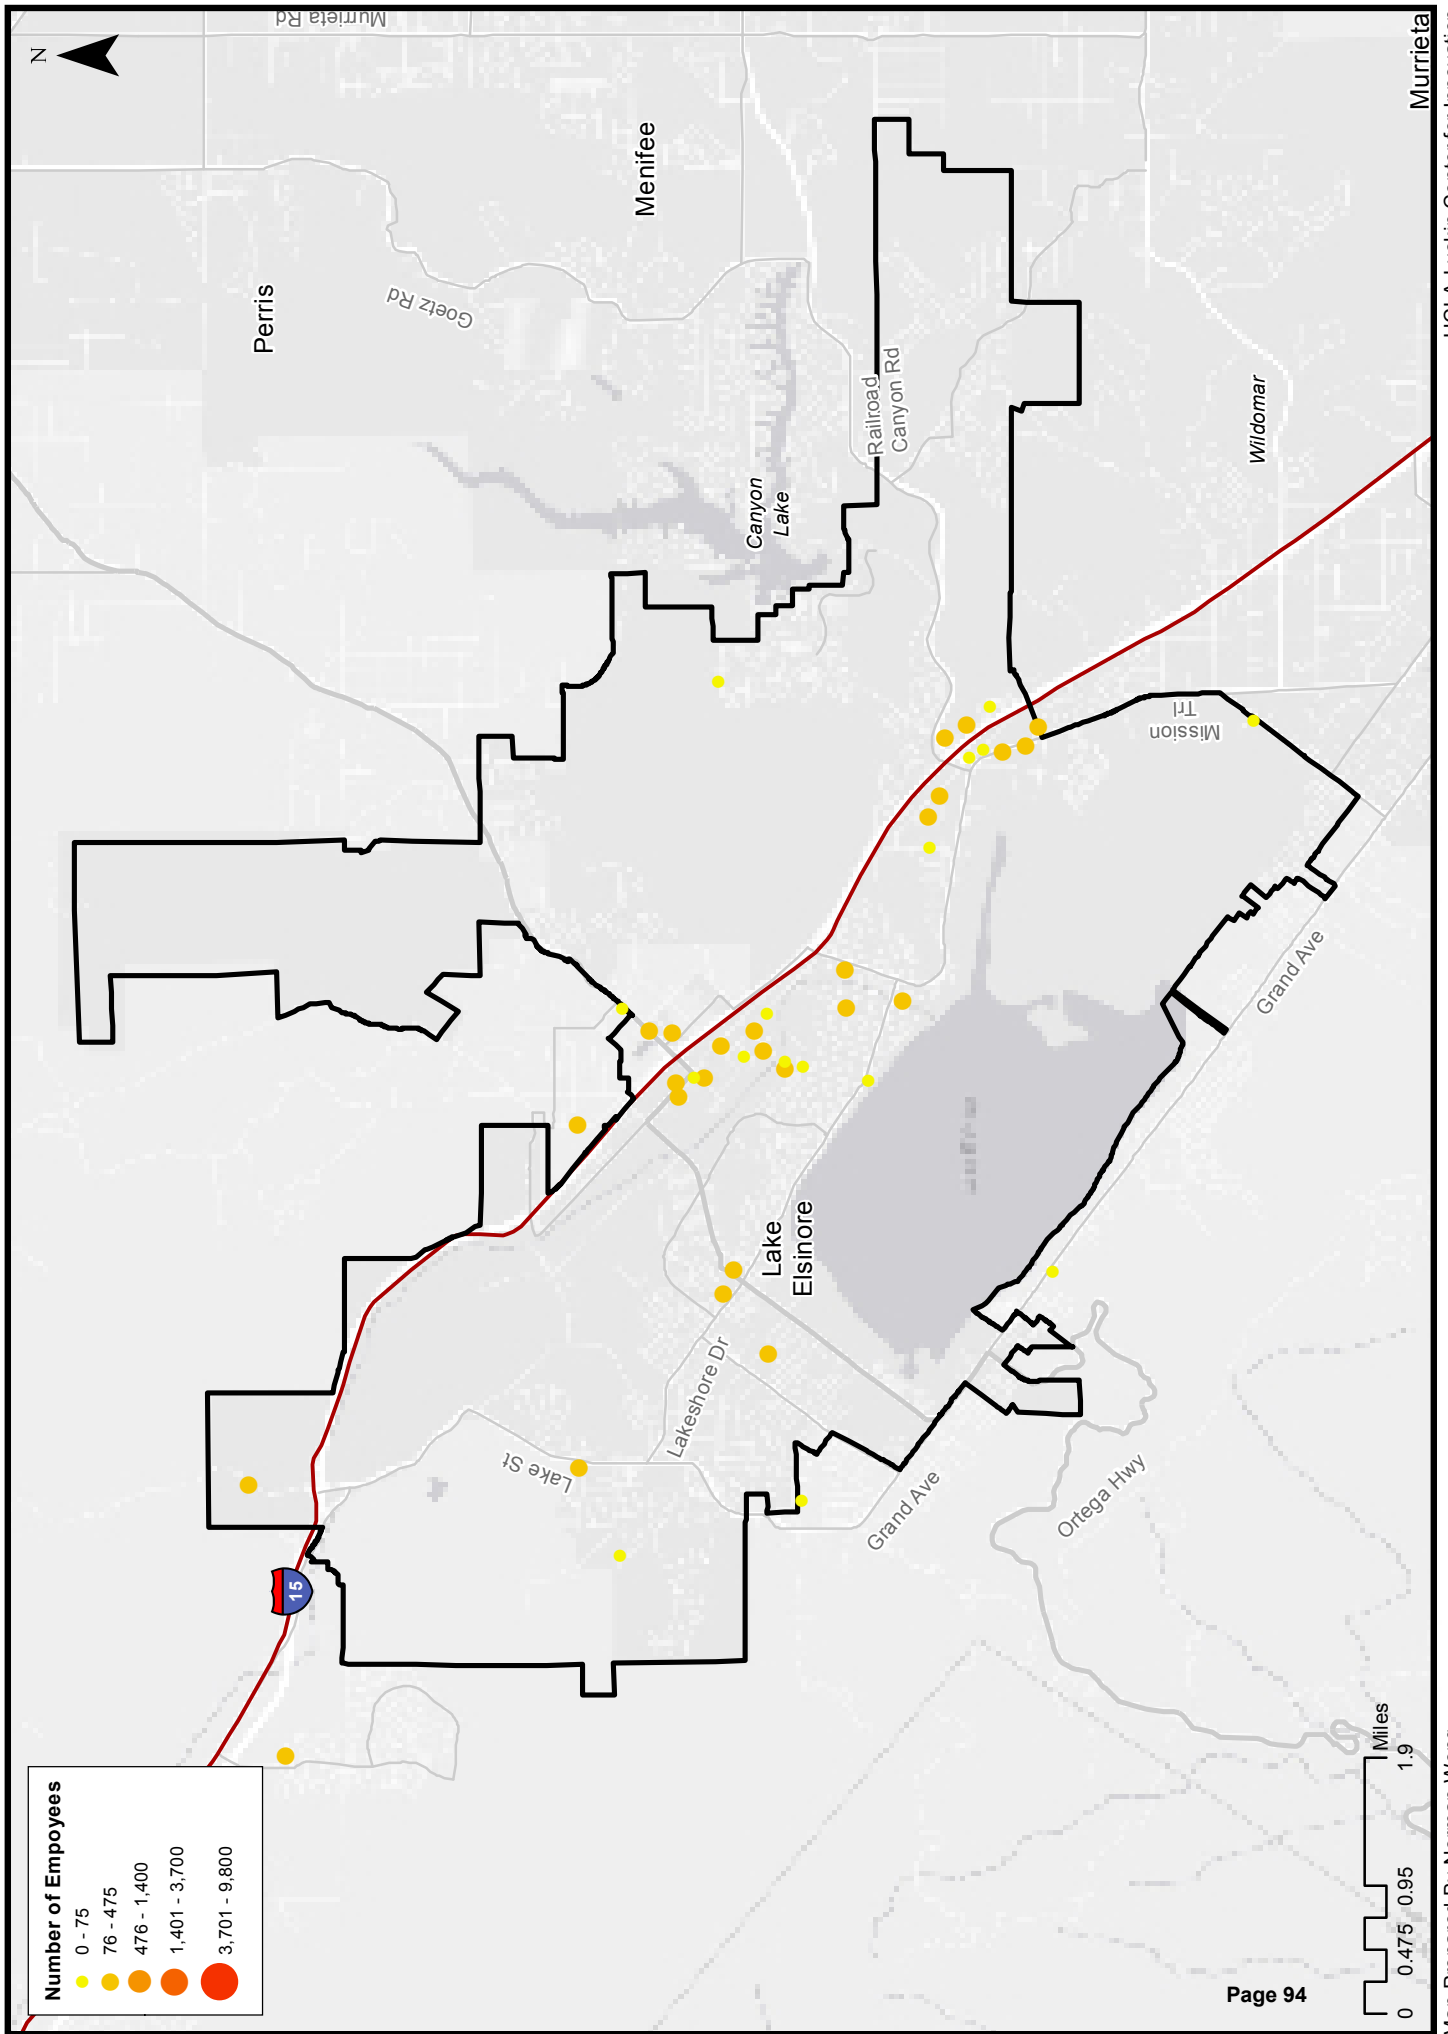 N
Murrieta Rd
Perris
Goetz Rd
Menifee
Murrieta
Canyon
Lake
Railroad
Canyon Rd
Wildomar
Mission
Trl
Lake
Elsinore
Lakeshore Dr
Lake St
Grand Ave
Grand Ave
Ortega Hwy
15
Number of Empoyees
0 - 75
76 - 475
476 - 1,400
1,401 - 3,700
3,701 - 9,800
Page 94
Miles
0 0.475 0.95 1.9